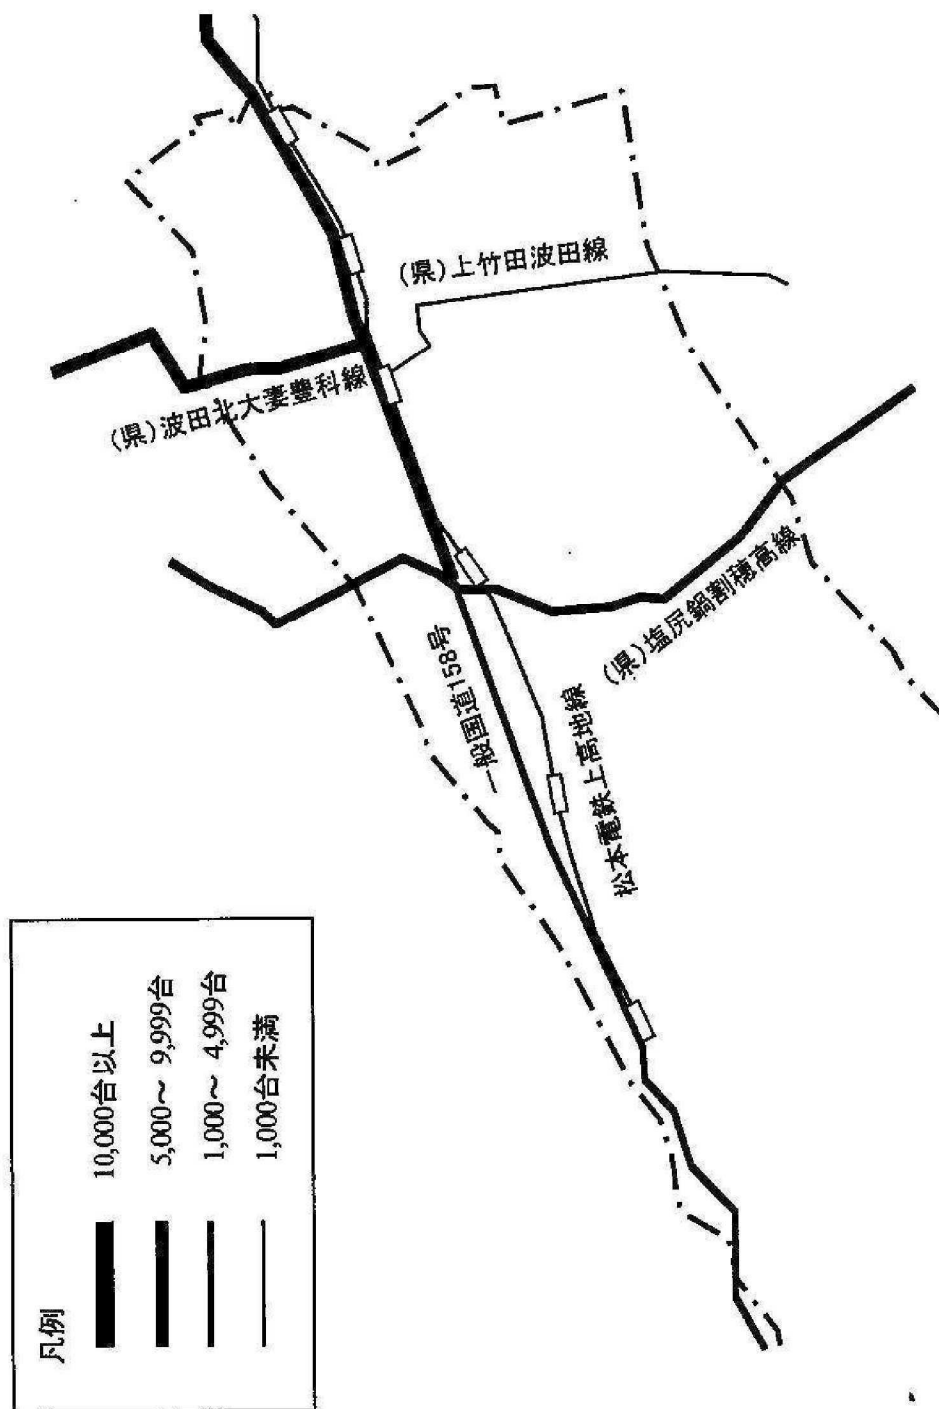 (県)上竹田波田線
(県)波田北大妻豊科線
一般国道158号
(県)塩尻鍋割穂高線
松本電鉄上高地線
凡例
10,000台以上
5,000～ 9,999台
1,000～ 4,999台
1,000台未満